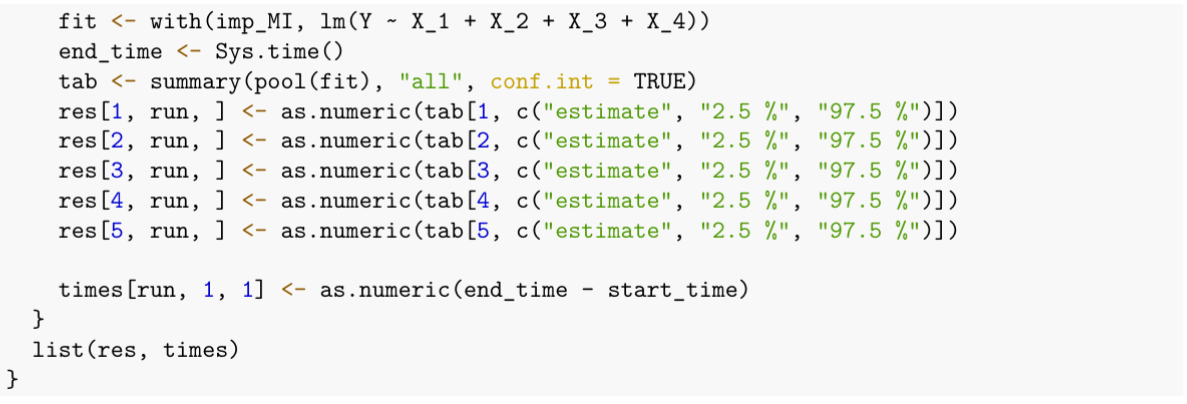 fit <- with(imp_MI, lm(Y ~ X_1 + X_2 + X_3 + X_4))
    end_time <- Sys.time()
    tab <- summary(pool(fit), "all", conf.int = TRUE)
    res[1, run, ] <- as.numeric(tab[1, c("estimate", "2.5 %", "97.5 %")])
    res[2, run, ] <- as.numeric(tab[2, c("estimate", "2.5 %", "97.5 %")])
    res[3, run, ] <- as.numeric(tab[3, c("estimate", "2.5 %", "97.5 %")])
    res[4, run, ] <- as.numeric(tab[4, c("estimate", "2.5 %", "97.5 %")])
    res[5, run, ] <- as.numeric(tab[5, c("estimate", "2.5 %", "97.5 %")])

    times[run, 1, 1] <- as.numeric(end_time - start_time)
  }
  list(res, times)
}